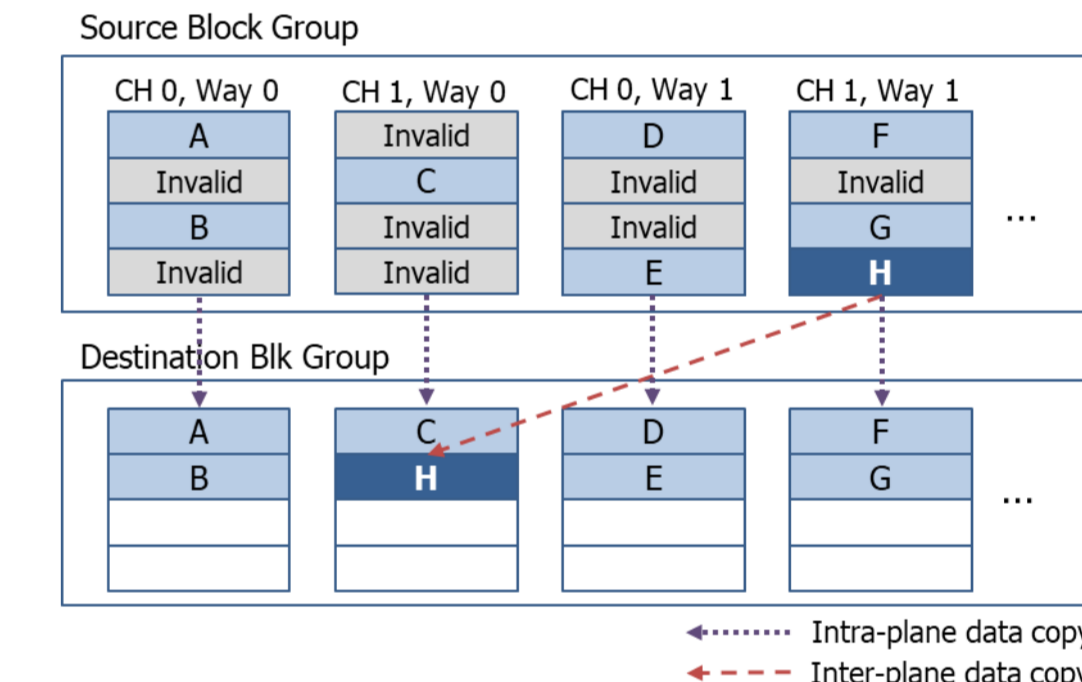 Source Block Group
CH 0, Way 0
CH 1, Way 0
CH 0, Way 1
CH 1, Way 1
A
Invalid
D
F
Invalid
C
Invalid
Invalid
B
Invalid
Invalid
G
...
Invalid
Invalid
E
H
Destination Blk Group
A
C
D
F
B
H
E
G
...
Intra-plane data copy
Inter-plane data copy